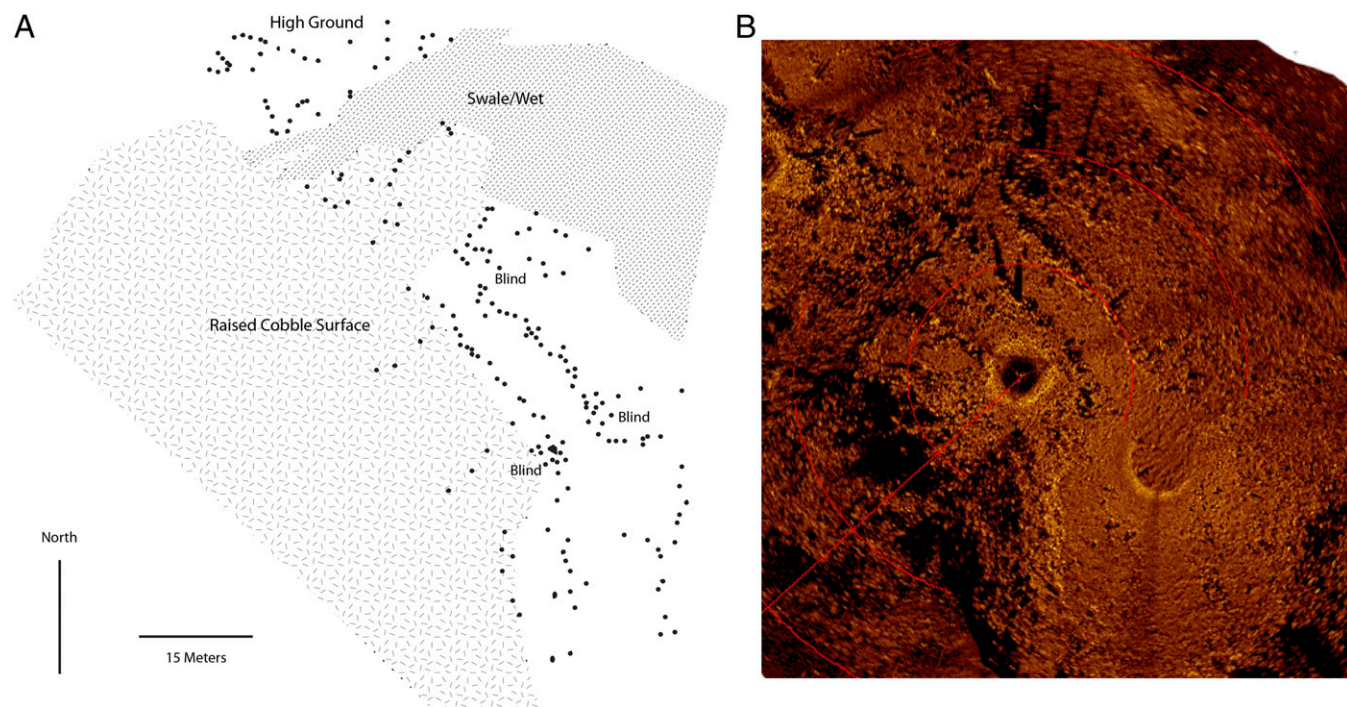 A
High Ground
Swale/Wet
Blind
Raised Cobble Surface
Blind
Blind
North
15 Meters
B